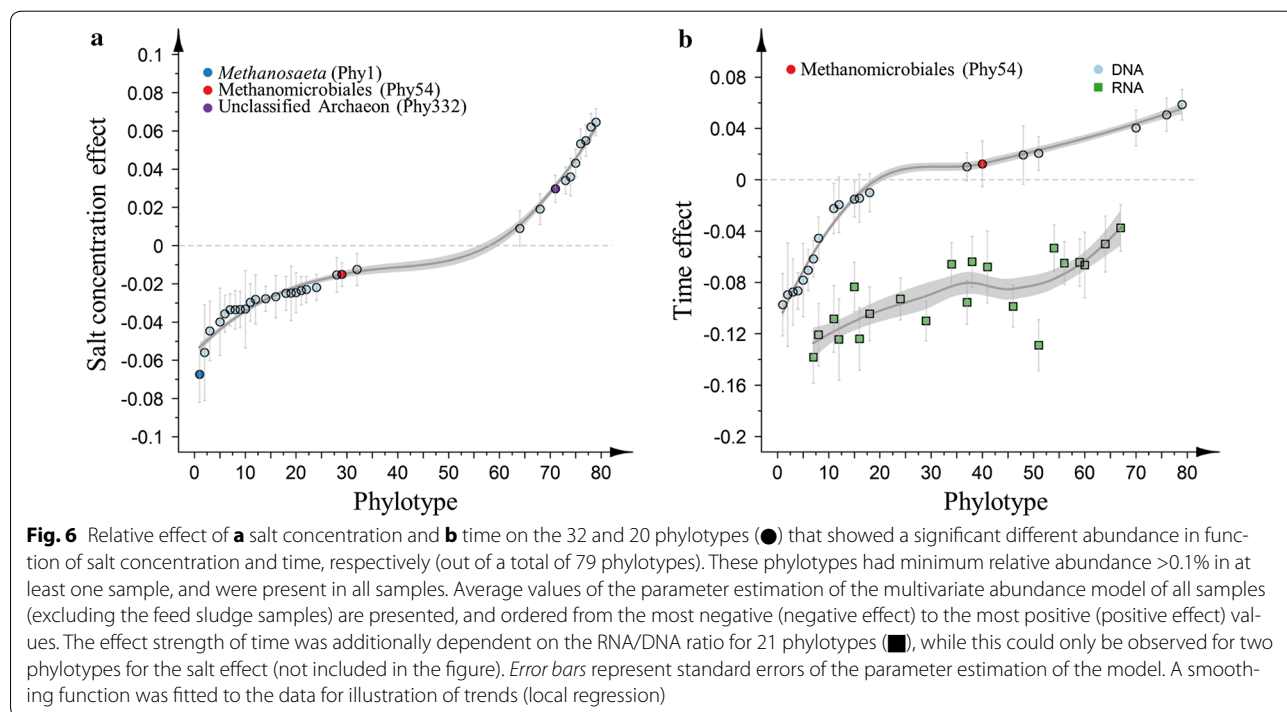 a
0.1
0.08
0.06
0.04
0.02
0
-0.02
-0.04
-0.06
-0.08
-0.1
Salt concentration effect
Methanosaeta (Phy1)
Methanomicrobiales (Phy54)
Unclassified Archaeon (Phy332)
0 10 20 30 40 50 60 70 80
Phylotype
b
0.08
0.04
0
-0.04
-0.08
-0.12
-0.16
-0.2
Time effect
Methanomicrobiales (Phy54)
DNA
RNA
0 10 20 30 40 50 60 70 80
Phylotype
Fig. 6 Relative effect of a salt concentration and b time on the 32 and 20 phylotypes (●) that showed a significant different abundance in func-
tion of salt concentration and time, respectively (out of a total of 79 phylotypes). These phylotypes had minimum relative abundance >0.1% in at
least one sample, and were present in all samples. Average values of the parameter estimation of the multivariate abundance model of all samples
(excluding the feed sludge samples) are presented, and ordered from the most negative (negative effect) to the most positive (positive effect) val-
ues. The effect strength of time was additionally dependent on the RNA/DNA ratio for 21 phylotypes (■), while this could only be observed for two
phylotypes for the salt effect (not included in the figure). Error bars represent standard errors of the parameter estimation of the model. A smooth-
ing function was fitted to the data for illustration of trends (local regression)